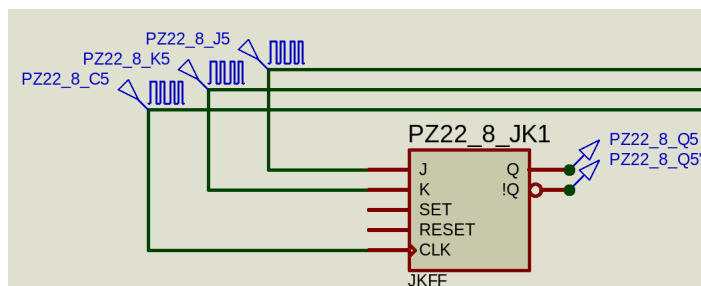 PZ22_8_J5
PZ22_8_K5
PZ22_8_C5
PZ22_8_JK1
J
Q
PZ22_8_Q5
K
!Q
PZ22_8_Q5'
SET
RESET
CLK
JKFF